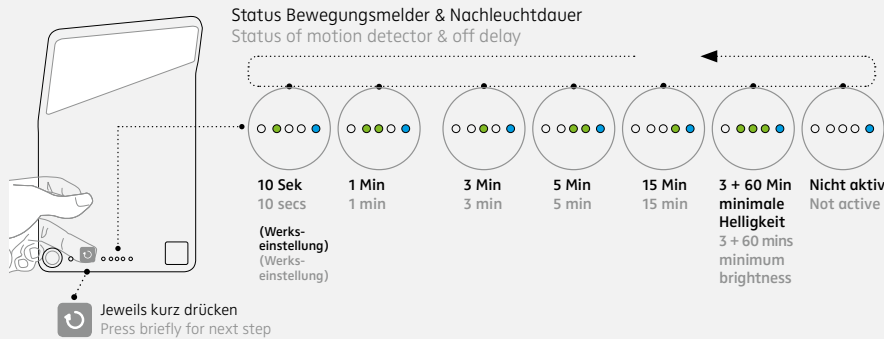 Status Bewegungsmelder & Nachleuchtdauer
Status of motion detector & off delay
10 Sek
10 secs
(Werks-
einstellung)
(Werks-
einstellung)
1 Min
1 min
3 Min
3 min
5 Min
5 min
15 Min
15 min
3 + 60 Min
minimale
Helligkeit
3 + 60 mins
minimum
brightness
Nicht aktiv
Not active
Jeweils kurz drücken
Press briefly for next step